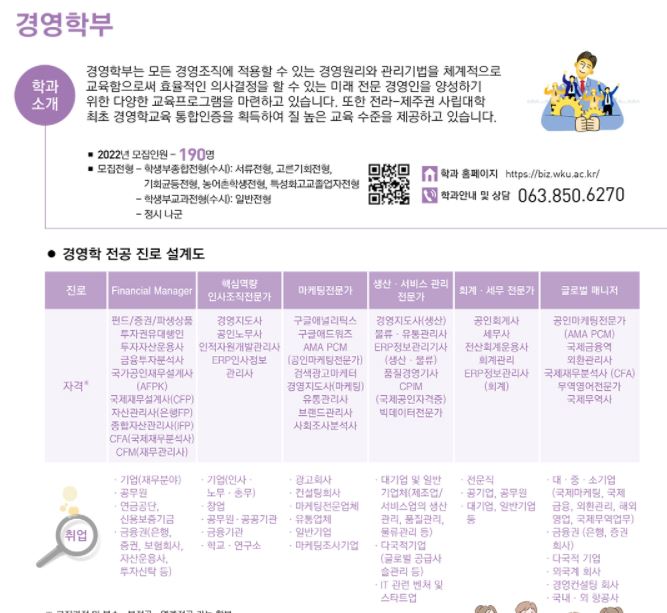 경영학부
학과
소개
경영학부는 모든 경영조직에 적용할 수 있는 경영원리와 관리기법을 체계적으로
교육함으로써 효율적인 의사결정을 할 수 있는 미래 전문 경영인을 양성하기
위한 다양한 교육프로그램을 마련하고 있습니다. 또한 전라~제주권 사립대학
최초 경영학교육 통합인증을 획득하여 질 높은 교육 수준을 제공하고 있습니다.
■ 2022년 모집인원 – 190명
■ 모집전형 – 학생부종합전형(수시): 서류전형, 고른기회전형,
기회균등전형, 농어촌학생전형, 특성화고교졸업자전형
– 학생부교과전형(수시): 일반전형
– 정시 나군
학과 홈페이지 https://biz.wku.ac.kr/
학과안내 및 상담 063.850.6270
● 경영학 전공 진로 설계도
진로
Financial Manager
핵심역량
인사조직전문가
마케팅전문가
생산·서비스 관리
전문가
회계·세무 전문가
글로벌 매니저
자격*
펀드/증권/파생상품
투자권유대행인
투자자산운용사
금융투자분석사
국가공인재무설계사
(AFPK)
국제재무설계사(CFP)
자산관리사(은행FP)
종합자산관리사(IFP)
CFA(국제재무분석사)
CFM(재무관리사)
경영지도사
공인노무사
인적자원개발관리사
ERP인사정보
관리사
구글애널리틱스
구글애드워즈
AMA PCM
(공인마케팅전문가)
검색광고마케터
경영지도사(마케팅)
유통관리사
브랜드관리사
사회조사분석사
경영지도사(생산)
물류·유통관리사
ERP정보관리기사
(생산·물류)
품질경영기사
CPIM
(국제공인자격증)
빅데이터전문가
공인회계사
세무사
전산회계운용사
회계관리
ERP정보관리사
(회계)
공인마케팅전문가
(AMA PCM)
국제금융역
외환관리사
국제재무분석사 (CFA)
무역영어전문가
국제무역사
취업
· 기업(재무분야)
· 공무원
· 연금공단,
신용보증기금
· 금융권(은행,
증권, 보험회사,
자산운용사,
투자신탁 등)
· 기업(인사·
노무·총무)
· 창업
· 공무원·공공기관
· 금융기관
· 학교·연구소
· 광고회사
· 컨설팅회사
· 마케팅전문업체
· 유통업체
· 일반기업
· 마케팅조사기업
· 대기업 및 일반
기업체(제조업/
서비스업의 생산
관리, 품질관리,
물류관리 등)
· 다국적기업
(글로벌 공급사
슬관리 등)
· IT 관련 벤처 및
스타트업
· 전문직
· 공기업, 공무원
· 대기업, 일반기업
등
· 대·중·소기업
(국제마케팅, 국제
금융, 외환관리, 해외
영업, 국제무역업무)
· 금융권 (은행, 증권
회사)
· 다국적 기업
· 외국계 회사
· 경영컨설팅 회사
· 국내·외 항공사